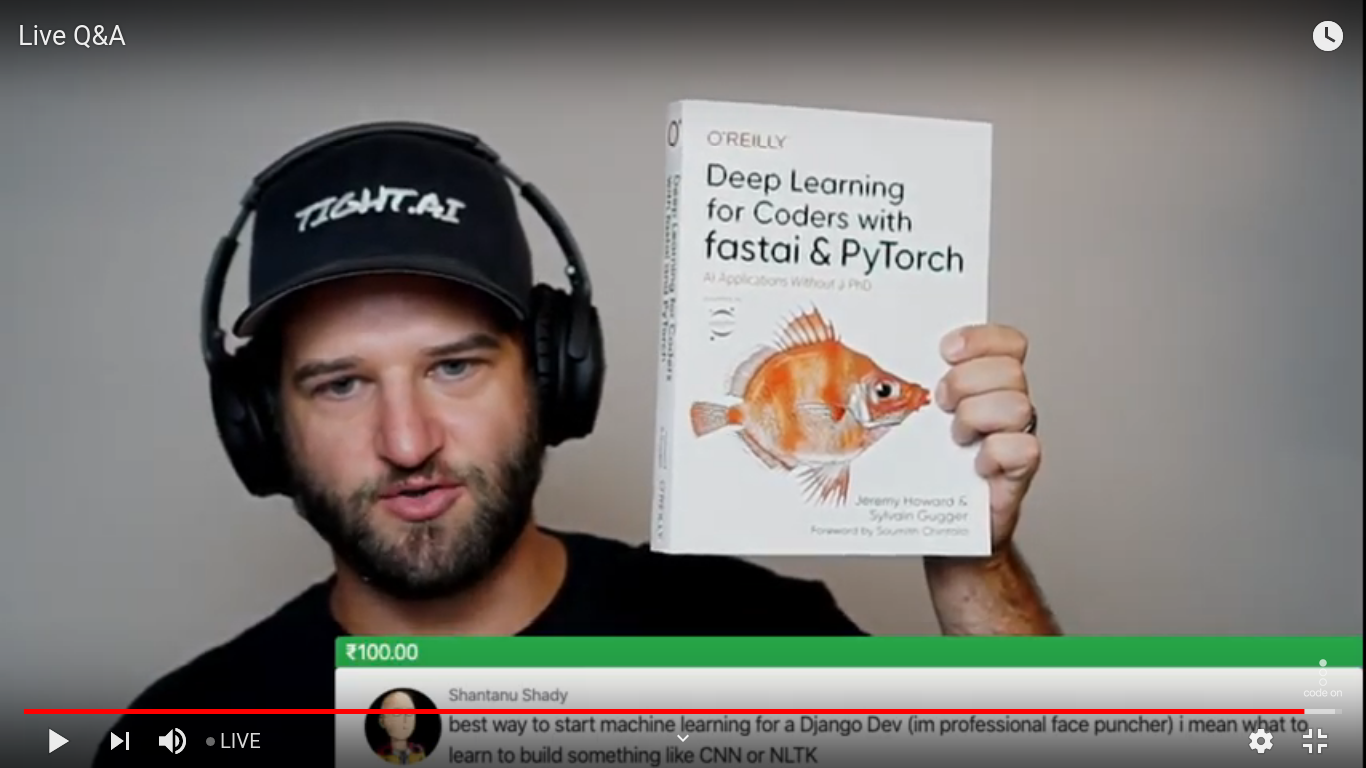 Live Q&A
TIGHT.AI
O'REILLY
Deep Learning
for Coders with
fastai & PyTorch
AI Applications Without a PhD
Jeremy Howard &
Sylvain Gugger
Foreword by Soumith Chintala
Deep Learning for Coders
with fastai and PyTorch
O'REILLY
₹100.00
Shantanu Shady
best way to start machine learning for a Django Dev (im professional face puncher) i mean what to
learn to build something like CNN or NLTK
code on
LIVE